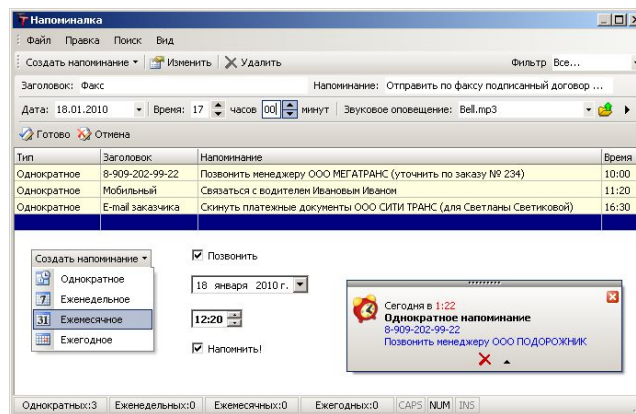 Напоминалка
Файл Правка Поиск Вид
Создать напоминание Изменить Удалить Фильтр Все...
Заголовок: Факс Напоминание: Отправить по факсу подписанный договор ...
Дата: 18.01.2010 Время: 17 часов 00 минут Звуковое оповещение: Bell.mp3
Готово Отмена
Тип Заголовок Напоминание Время
Однократное 8-909-202-99-22 Позвонить менеджеру ООО МЕГАТРАНС (уточнить по заказу № 234) 10:00
Однократное Мобильный Связаться с водителем Ивановым Иваном 11:20
Однократное E-mail заказчика Скинуть платежные документы ООО СИТИ ТРАНС (для Светланы Светиковой) 16:30
Создать напоминание
Однократное
7 Еженедельное
31 Ежемесячное
Ежегодное
Позвонить
18 января 2010 г.
12:20
Напомнить!
Сегодня в 1:22
Однократное напоминание
8-909-202-99-22
Позвонить менеджеру ООО ПОДОРОЖНИК
Однократных:3 Еженедельных:0 Ежемесячных:0 Ежегодных:0 CAPS NUM INS